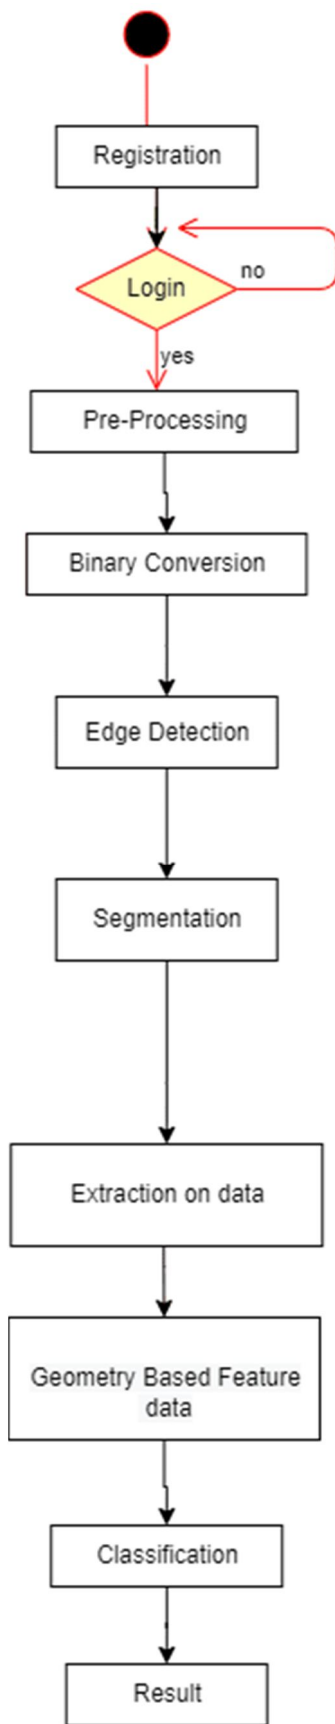 Registration
Login
no
yes
Pre-Processing
Binary Conversion
Edge Detection
Segmentation
Extraction on data
Geometry Based Feature
data
Classification
Result